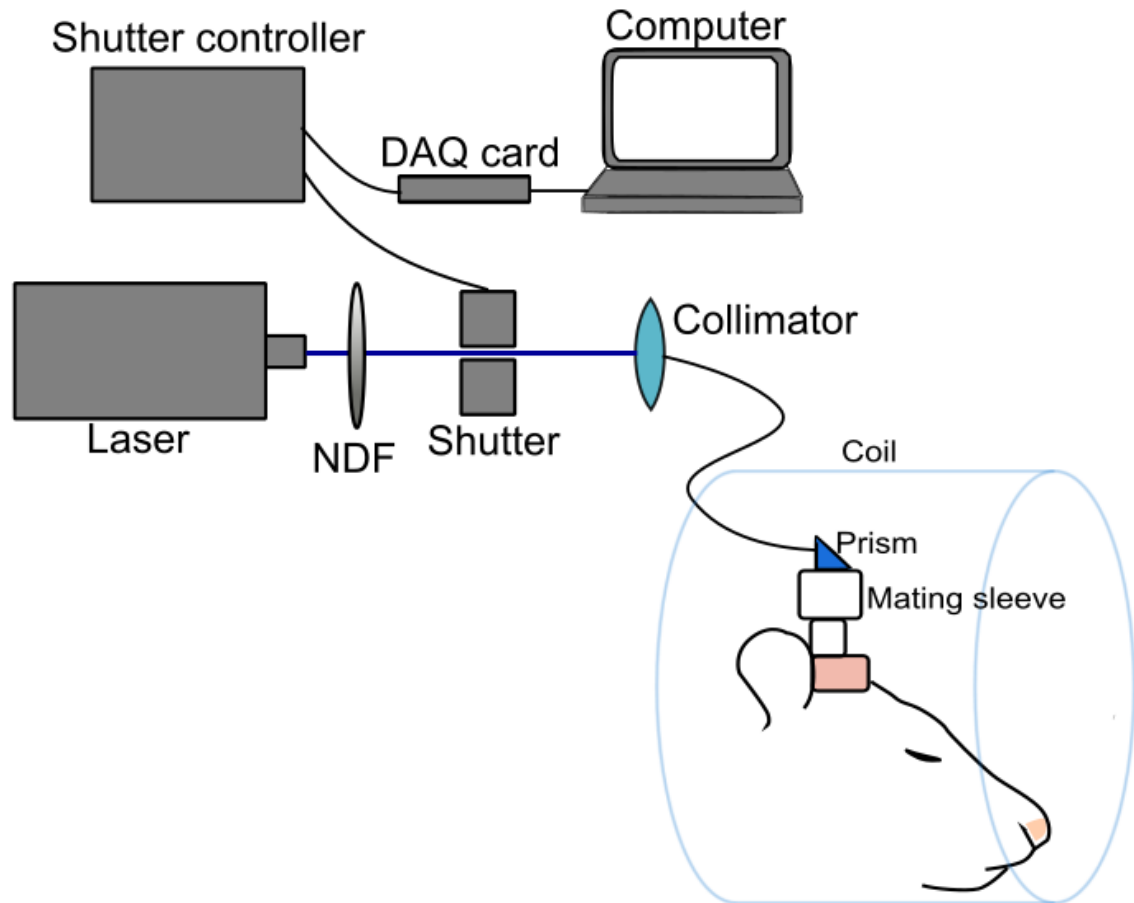 Shutter controller
Computer
DAQ card
Laser
NDF
Shutter
Collimator
Coil
Prism
Mating sleeve